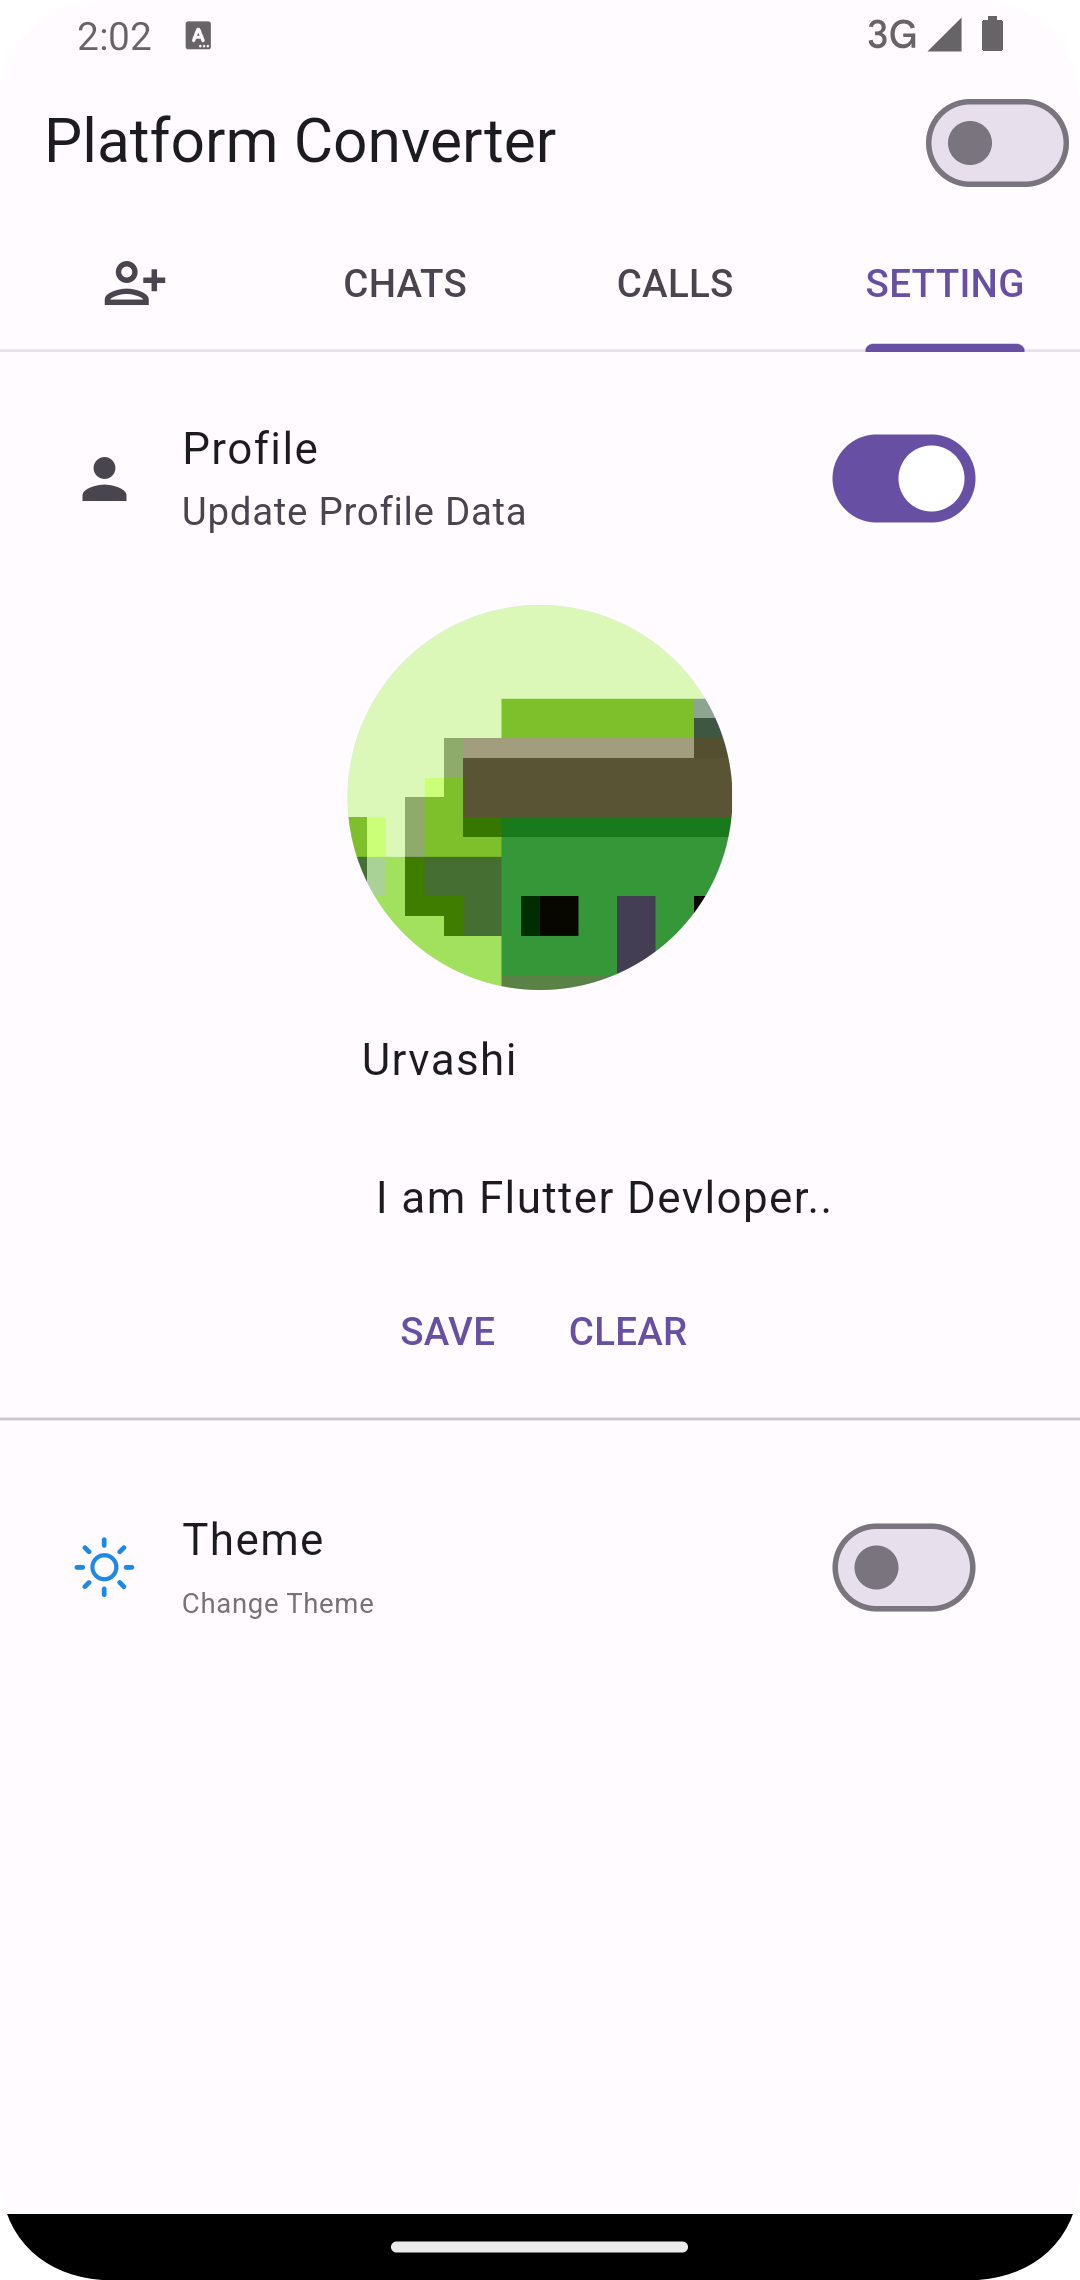 2:02
3G
Platform Converter
CHATS
CALLS
SETTING
Profile
Update Profile Data
Urvashi
I am Flutter Devloper..
SAVE
CLEAR
Theme
Change Theme